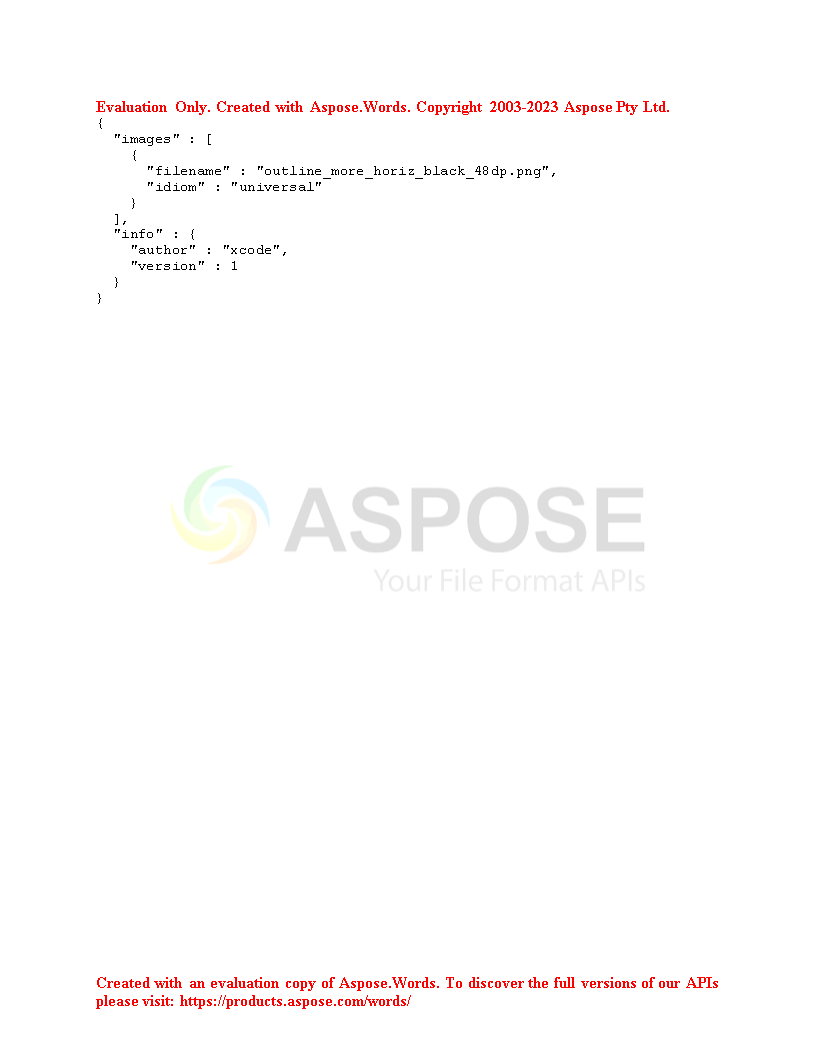 Evaluation Only. Created with Aspose.Words. Copyright 2003-2023 Aspose Pty Ltd.
{
  "images" : [
    {
      "filename" : "outline_more_horiz_black_48dp.png",
      "idiom" : "universal"
    }
  ],
  "info" : {
    "author" : "xcode",
    "version" : 1
  }
}
ASPOSE
Your File Format APIs
Created with an evaluation copy of Aspose.Words. To discover the full versions of our APIs
please visit: https://products.aspose.com/words/